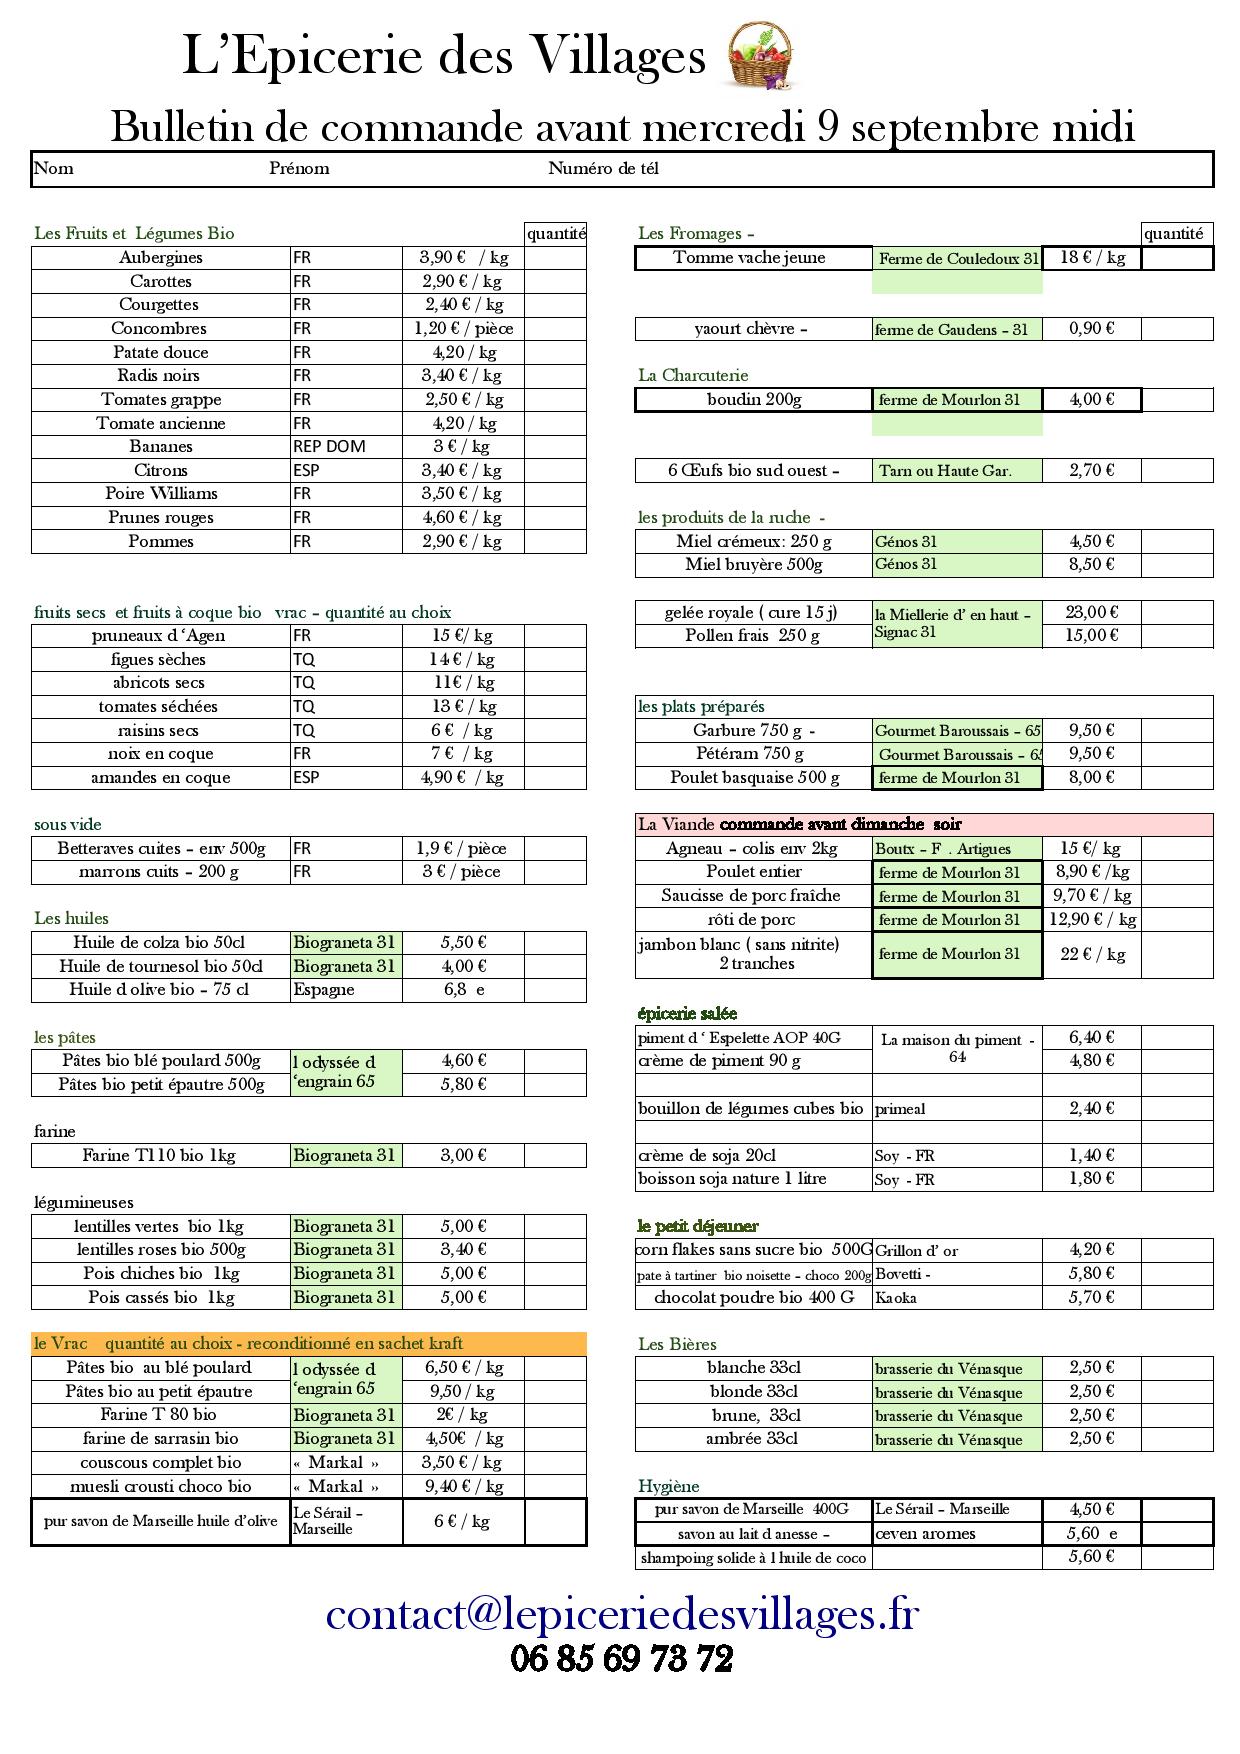 L'Epicerie des Villages
Bulletin de commande avant mercredi 9 septembre midi
Nom Prénom Numéro de tél
Les Fruits et Légumes Bio quantité
Aubergines FR 3,90 € / kg
Carottes FR 2,90 € / kg
Courgettes FR 2,40 € / kg
Concombres FR 1,20 € / pièce
Patate douce FR 4,20 / kg
Radis noirs FR 3,40 € / kg
Tomates grappe FR 2,50 € / kg
Tomate ancienne FR 4,20 / kg
Bananes REP DOM 3 € / kg
Citrons ESP 3,40 € / kg
Poire Williams FR 3,50 € / kg
Prunes rouges FR 4,60 € / kg
Pommes FR 2,90 € / kg
fruits secs et fruits à coque bio vrac – quantité au choix
pruneaux d 'Agen FR 15 €/ kg
figues sèches TQ 14 € / kg
abricots secs TQ 11€ / kg
tomates séchées TQ 13 € / kg
raisins secs TQ 6 € / kg
noix en coque FR 7 € / kg
amandes en coque ESP 4,90 € / kg
sous vide
Betteraves cuites – env 500g FR 1,9 € / pièce
marrons cuits – 200 g FR 3 € / pièce
Les huiles
Huile de colza bio 50cl Biograneta 31 5,50 €
Huile de tournesol bio 50cl Biograneta 31 4,00 €
Huile d olive bio – 75 cl Espagne 6,8 e
les pâtes
Pâtes bio blé poulard 500g l odyssée d 4,60 €
Pâtes bio petit épautre 500g 'engrain 65 5,80 €
farine
Farine T110 bio 1kg Biograneta 31 3,00 €
légumineuses
lentilles vertes bio 1kg Biograneta 31 5,00 €
lentilles roses bio 500g Biograneta 31 3,40 €
Pois chiches bio 1kg Biograneta 31 5,00 €
Pois cassés bio 1kg Biograneta 31 5,00 €
le Vrac quantité au choix - reconditionné en sachet kraft
Pâtes bio au blé poulard l odyssée d 6,50 € / kg
Pâtes bio au petit épautre 'engrain 65 9,50 / kg
Farine T 80 bio Biograneta 31 2€ / kg
farine de sarrasin bio Biograneta 31 4,50€ / kg
couscous complet bio « Markal » 3,50 € / kg
muesli crousti choco bio « Markal » 9,40 € / kg
pur savon de Marseille huile d'olive Le Sérail – Marseille 6 € / kg
Les Fromages – quantité
Tomme vache jeune Ferme de Couledoux 31 18 € / kg
yaourt chèvre – ferme de Gaudens – 31 0,90 €
La Charcuterie
boudin 200g ferme de Mourlon 31 4,00 €
6 Œufs bio sud ouest – Tarn ou Haute Gar. 2,70 €
les produits de la ruche -
Miel crémeux: 250 g Génos 31 4,50 €
Miel bruyère 500g Génos 31 8,50 €
gelée royale ( cure 15 j) la Miellerie d' en haut – 23,00 €
Pollen frais 250 g Signac 31 15,00 €
les plats préparés
Garbure 750 g - Gourmet Baroussais – 65 9,50 €
Pétéram 750 g Gourmet Baroussais – 65 9,50 €
Poulet basquaise 500 g ferme de Mourlon 31 8,00 €
La Viande commande avant dimanche soir
Agneau – colis env 2kg Boutx – F . Artigues 15 €/ kg
Poulet entier ferme de Mourlon 31 8,90 € /kg
Saucisse de porc fraîche ferme de Mourlon 31 9,70 € / kg
rôti de porc ferme de Mourlon 31 12,90 € / kg
jambon blanc ( sans nitrite)
2 tranches ferme de Mourlon 31 22 € / kg
épicerie salée
piment d ' Espelette AOP 40G La maison du piment - 6,40 €
crème de piment 90 g 64 4,80 €
bouillon de légumes cubes bio primeal 2,40 €
crème de soja 20cl Soy - FR 1,40 €
boisson soja nature 1 litre Soy - FR 1,80 €
le petit déjeuner
corn flakes sans sucre bio 500G Grillon d' or 4,20 €
pate à tartiner bio noisette – choco 200g Bovetti - 5,80 €
chocolat poudre bio 400 G Kaoka 5,70 €
Les Bières
blanche 33cl brasserie du Vénasque 2,50 €
blonde 33cl brasserie du Vénasque 2,50 €
brune, 33cl brasserie du Vénasque 2,50 €
ambrée 33cl brasserie du Vénasque 2,50 €
Hygiène
pur savon de Marseille 400G Le Sérail – Marseille 4,50 €
savon au lait d anesse – ceven aromes 5,60 e
shampoing solide à l huile de coco 5,60 €
contact@lepiceriedesvillages.fr
06 85 69 73 72